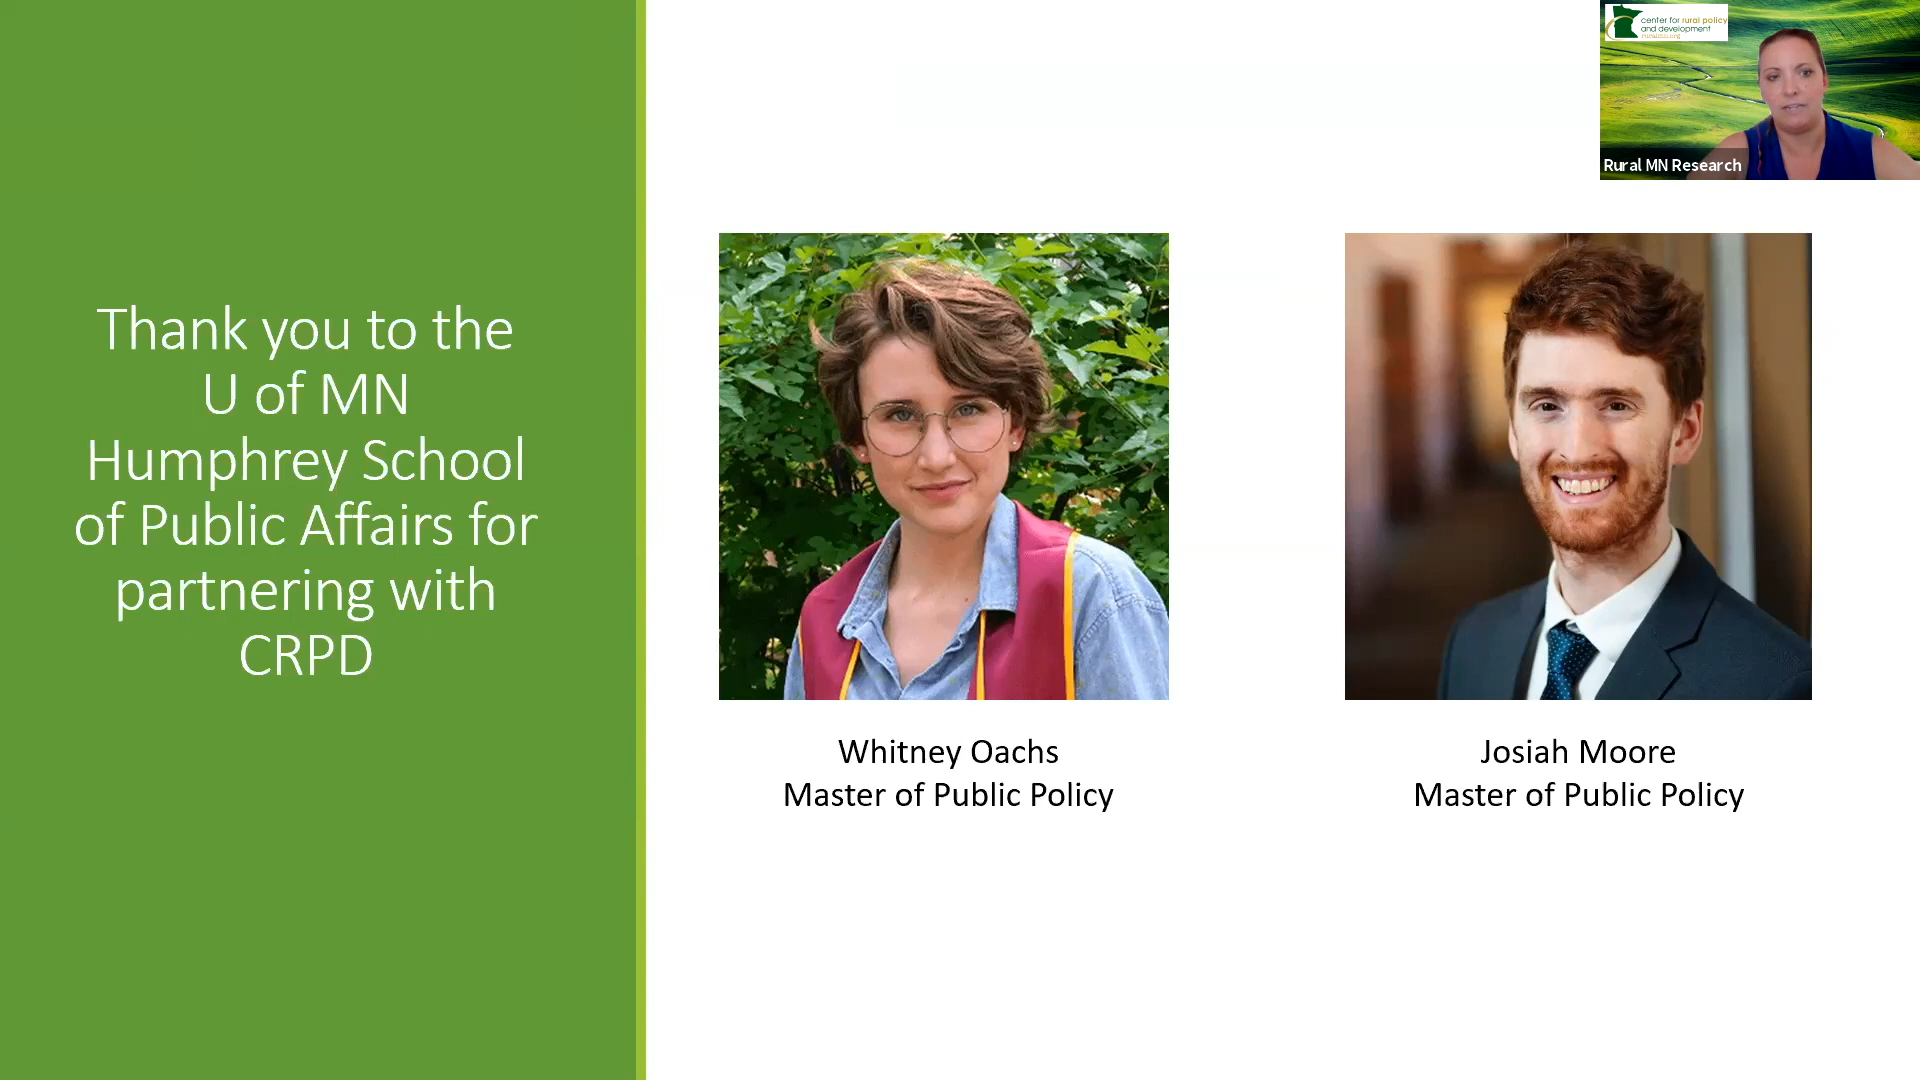 Thank you to the
U of MN
Humphrey School
of Public Affairs for
partnering with
CRPD
center for rural policy
and development
Rural MN Research
Whitney Oachs
Master of Public Policy
Josiah Moore
Master of Public Policy